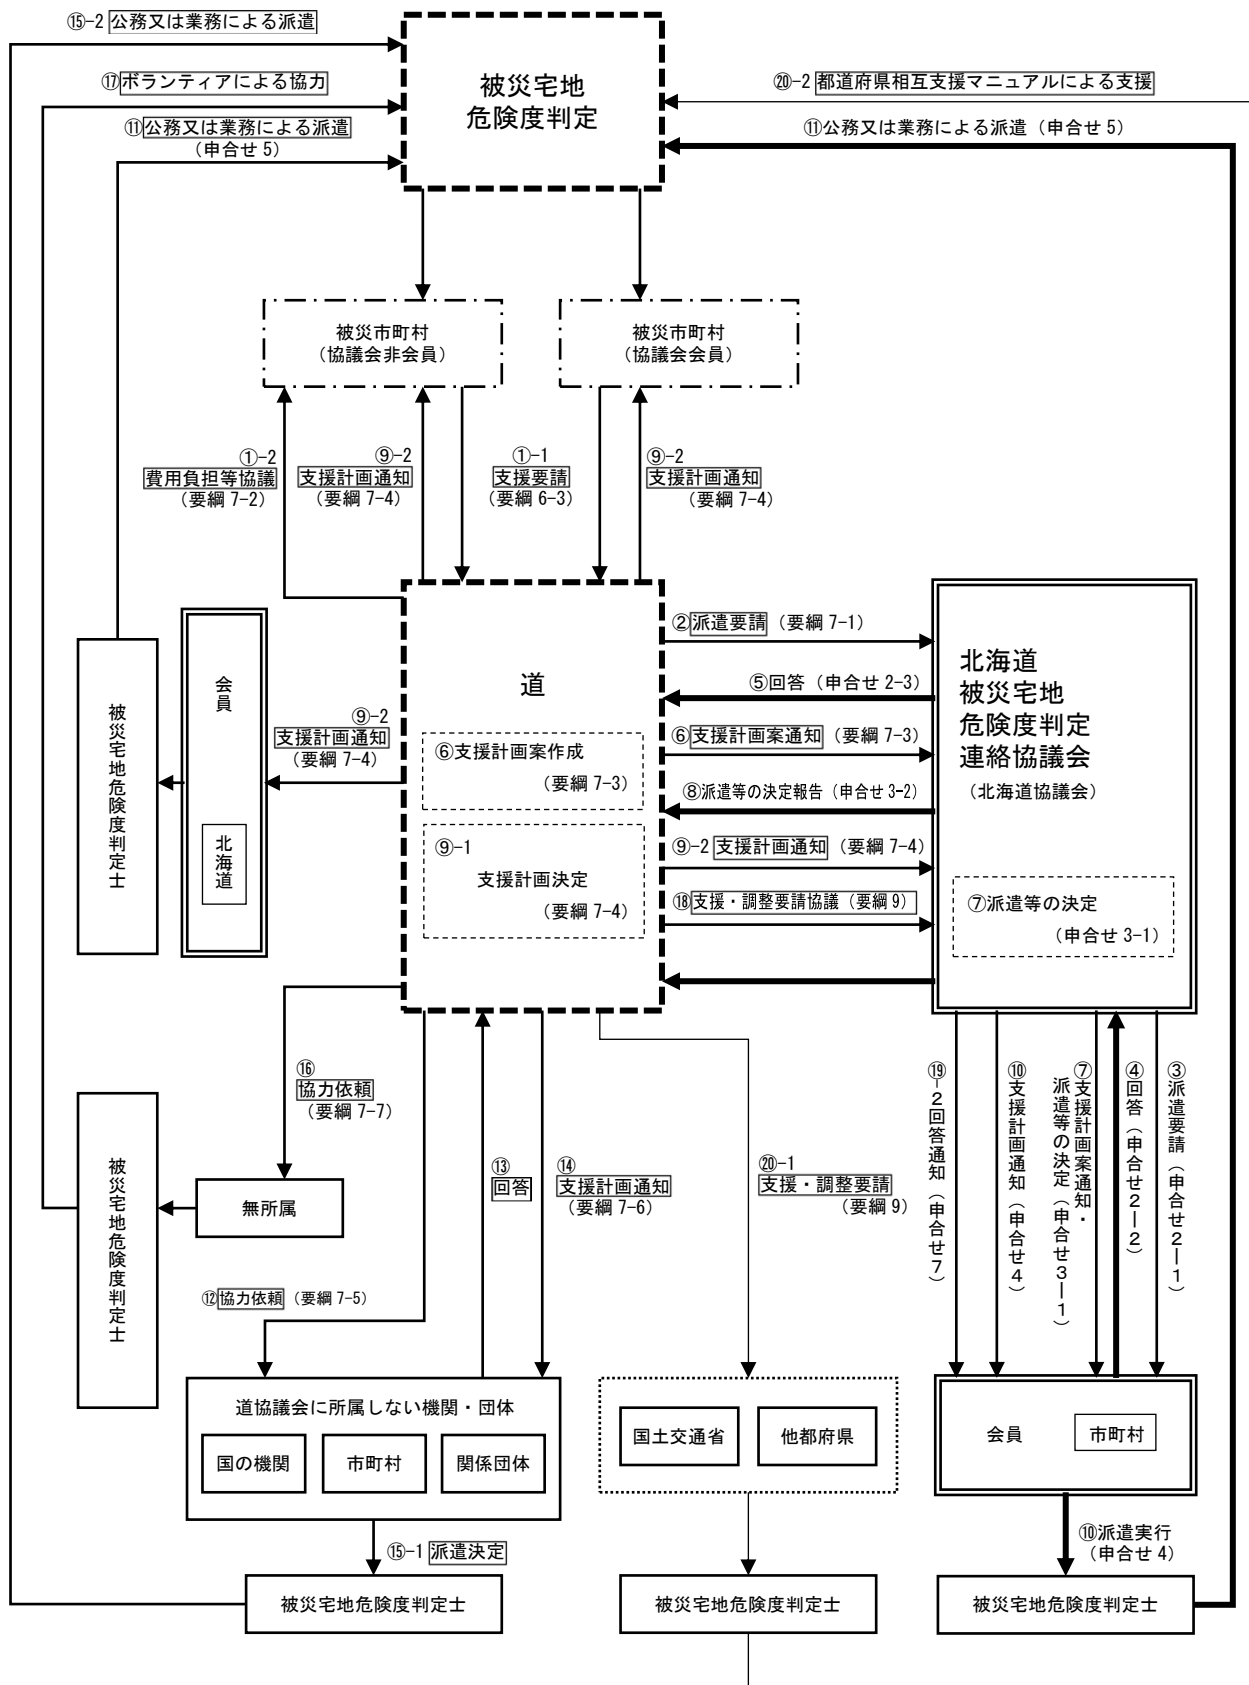 ⑮-2 公務又は業務による派遣
⑰ボランティアによる協力
⑪公務又は業務による派遣
(申合せ 5)
被災宅地
危険度判定
⑳-2 都道府県相互支援マニュアルによる支援
⑪公務又は業務による派遣(申合せ 5)
被災市町村
(協議会非会員)
被災市町村
(協議会会員)
①-2
費用負担等協議
(要綱 7-2)
⑨-2
支援計画通知
(要綱 7-4)
①-1
支援要請
(要綱 6-3)
⑨-2
支援計画通知
(要綱 7-4)
道
⑥支援計画案作成
(要綱 7-3)
⑨-1
支援計画決定
(要綱 7-4)
②派遣要請(要綱 7-1)
⑤回答(申合せ 2-3)
⑥支援計画案通知(要綱 7-3)
⑧派遣等の決定報告(申合せ 3-2)
⑨-2 支援計画通知(要綱 7-4)
⑱支援・調整要請協議(要綱 9)
北海道
被災宅地
危険度判定
連絡協議会
(北海道協議会)
⑦派遣等の決定
(申合せ 3-1)
被災宅地危険度判定士
会員
北海道
⑨-2
支援計画通知
(要綱 7-4)
⑯
協力依頼
(要綱 7-7)
被災宅地危険度判定士
無所属
⑫協力依頼(要綱 7-5)
⑬
回答
⑭
支援計画通知
(要綱 7-6)
⑳-1
支援・調整要請
(要綱 9)
③派遣要請(申合せ2―1)
④回答(申合せ2―2)
⑦支援計画案通知・
派遣等の決定(申合せ3―1)
⑩支援計画通知(申合せ4)
⑲-2回答通知(申合せ7)
道協議会に所属しない機関・団体
国の機関
市町村
関係団体
国土交通省
他都府県
会員
市町村
⑮-1 派遣決定
⑩派遣実行
(申合せ 4)
被災宅地危険度判定士
被災宅地危険度判定士
被災宅地危険度判定士